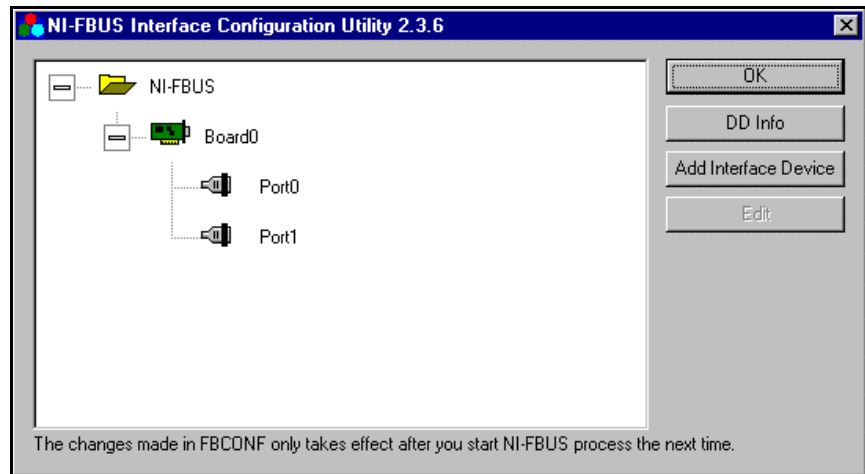 NI-FBUS Interface Configuration Utility 2.3.6
NI-FBUS
Board0
Port0
Port1
OK
DD Info
Add Interface Device
Edit
The changes made in FBCONF only takes effect after you start NI-FBUS process the next time.